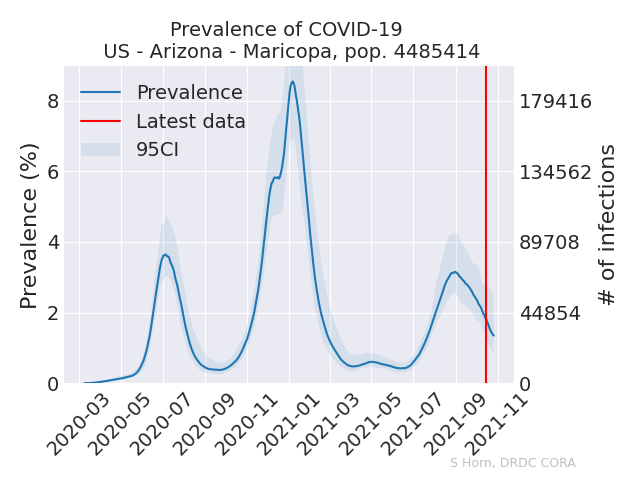 Prevalence of COVID-19
US - Arizona - Maricopa, pop. 4485414
Prevalence
Latest data
95CI
Prevalence (%)
8
6
4
2
0
179416
134562
89708
44854
0
# of infections
2020-03
2020-05
2020-07
2020-09
2020-11
2021-01
2021-03
2021-05
2021-07
2021-09
2021-11
S Horn, DRDC CORA